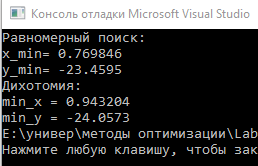 Консоль отладки Microsoft Visual Studio
Равномерный поиск:
x_min= 0.769846
y_min= -23.4595
Дихотомия:
min_x = 0.943204
min_y = -24.0573
E:\универ\методы оптимизации\Lab
Нажмите любую клавишу, чтобы зак